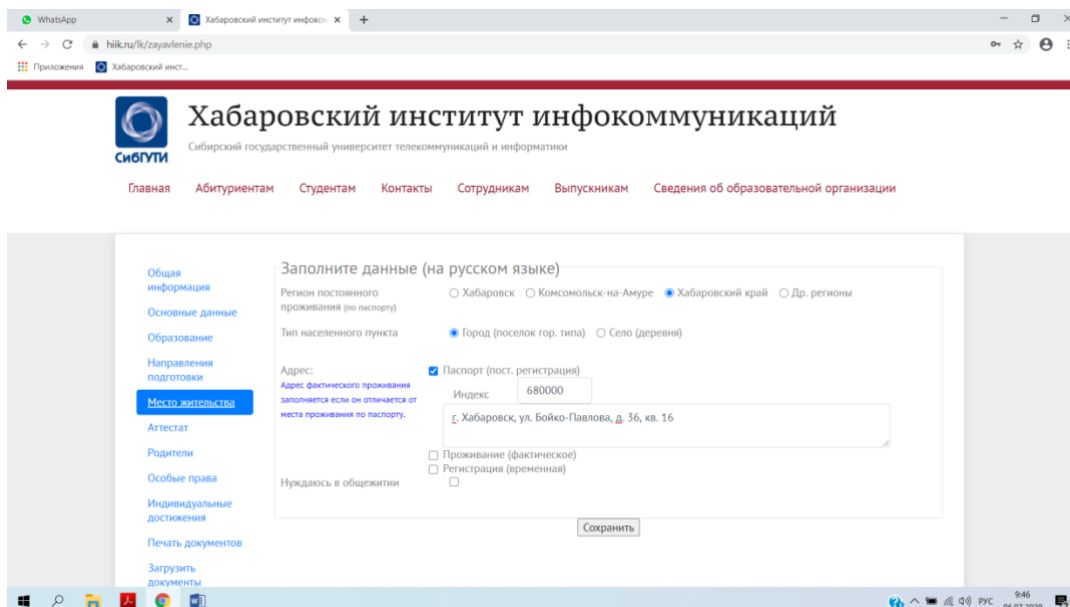 WhatsApp
Хабаровский институт инфокс
hiik.ru/lk/zayavlenie.php
Приложения
Хабаровский инст...
СибГУТИ
Хабаровский институт инфокоммуникаций
Сибирский государственный университет телекоммуникаций и информатики
Главная Абитуриентам Студентам Контакты Сотрудникам Выпускникам Сведения об образовательной организации
Общая
информация
Основные данные
Образование
Направления
подготовки
Место жительства
Аттестат
Родители
Особые права
Индивидуальные
достижения
Печать документов
Загрузить
документы
Заполните данные (на русском языке)
Регион постоянного
проживания (по паспорту)
Хабаровск Комсомольск-на-Амуре Хабаровский край Др. регионы
Тип населенного пункта
Город (поселок гор. типа) Село (деревня)
Адрес:
Адрес фактического проживания
заполняется если он отличается от
места проживания по паспорту.
Паспорт (пост. регистрация)
Индекс 680000
г. Хабаровск, ул. Бойко-Павлова, д. 36, кв. 16
Проживание (фактическое)
Регистрация (временная)
Нуждаюсь в общежитии
Сохранить
РУС
9:46
06.07.2020